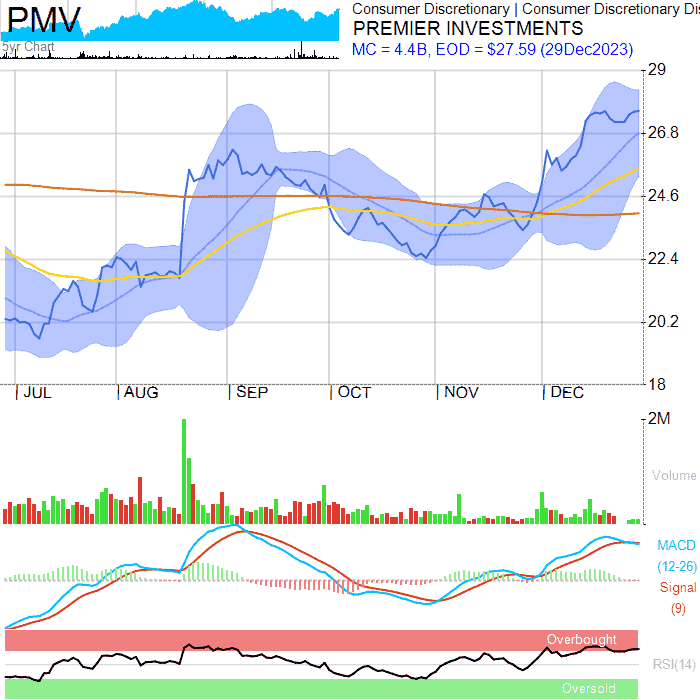 PMV
5yr Chart
Consumer Discretionary | Consumer Discretionary Dis
PREMIER INVESTMENTS
MC = 4.4B, EOD = $27.59 (29Dec2023)
29
26.8
24.6
22.4
20.2
18
| JUL | AUG | SEP | OCT | NOV | DEC
2M
Volume
MACD
(12-26)
Signal
(9)
Overbought
RSI(14)
Oversold